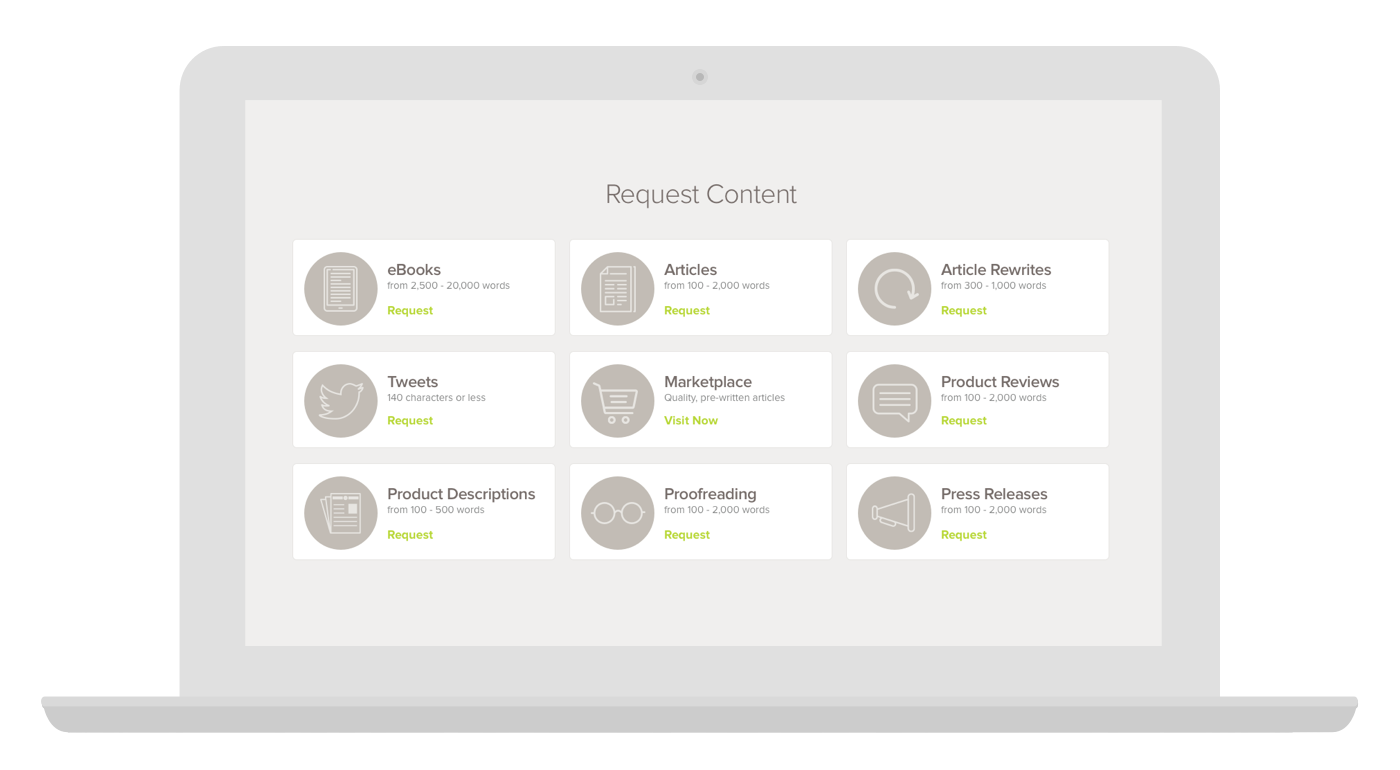 Request Content
eBooks
from 2,500 - 20,000 words
Request
Articles
from 100 - 2,000 words
Request
Article Rewrites
from 300 - 1,000 words
Request
Tweets
140 characters or less
Request
Marketplace
Quality, pre-written articles
Visit Now
Product Reviews
from 100 - 2,000 words
Request
Product Descriptions
from 100 - 500 words
Request
Proofreading
from 100 - 2,000 words
Request
Press Releases
from 100 - 2,000 words
Request